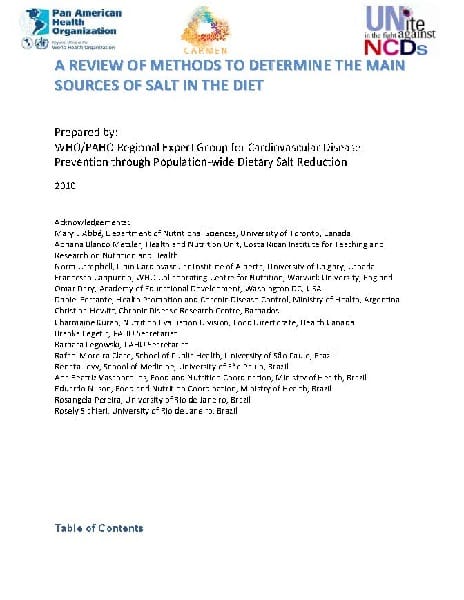 Pan American
Health
Organization
World Health Organization
CARMEN
UNite
in the fight against
NCDs
A REVIEW OF METHODS TO DETERMINE THE MAIN
SOURCES OF SALT IN THE DIET
Prepared by:
WHO/PAHO Regional Expert Group for Cardiovascular Disease
Prevention through Population-wide Dietary Salt Reduction
2010
Acknowledgements:
Mary L'Abbé, Department of Nutritional Sciences, University of Toronto, Canada
Adriana Blanco Metzler, Health and Nutrition Unit, Costa Rican Institute for Teaching and
Research on Nutrition and Health
Norm Campbell, Libin Cardiovascular Institute of Alberta, University of Calgary, Canada
Francesco Cappuccio, WHO Collaborating Centre for Nutrition, Warwick University, England
Omar Dary, Academy of Educational Development, Washington DC, USA
Daniel Ferrante, Health Promotion and Chronic Disease Control, Ministry of Health, Argentina
Christine Hewitt, Chronic Disease Research Centre, Barbados
Nutrition Evaluation Division, Food Directorate, Health Canada
Branka Legetic, PAHO Secretariat
Barbara Legowski, PAHO Secretariat
Rafael Moreira Claro, School of Public Health, University of São Paulo, Brazil
Renata Levy, School of Medicine, University of São Paulo, Brazil
Ana Beatriz Vasconcellos, Food and Nutrition Coordination, Ministry of Health, Brazil
Eduardo Nilson, Food and Nutrition Coordination, Ministry of Health, Brazil
Rosangela Pereira, University of Rio de Janeiro, Brazil
Rosely Sichieri, University of Rio de Janeiro, Brazil
Table of Contents